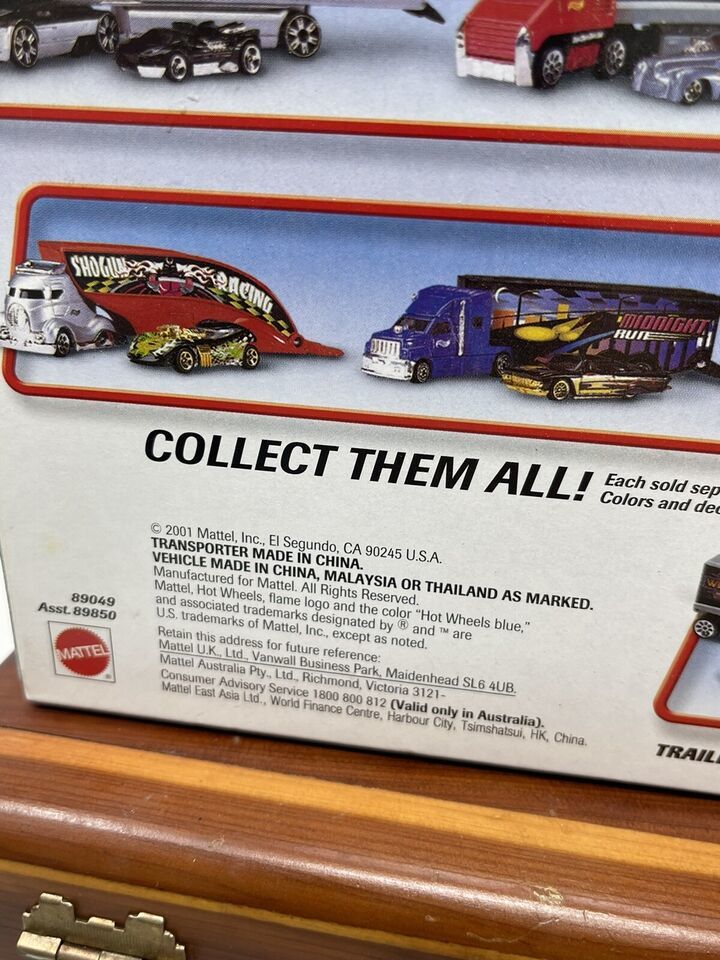 SHOGUN RACING
MIDNIGHT
RUN
COLLECT THEM ALL!
Each sold sep
Colors and dec
© 2001 Mattel, Inc., El Segundo, CA 90245 U.S.A.
TRANSPORTER MADE IN CHINA.
VEHICLE MADE IN CHINA, MALAYSIA OR THAILAND AS MARKED.
Manufactured for Mattel. All Rights Reserved.
Mattel, Hot Wheels, flame logo and the color "Hot Wheels blue,"
and associated trademarks designated by ® and ™ are
U.S. trademarks of Mattel, Inc., except as noted.
89049
Asst. 89850
MATTEL
®
Retain this address for future reference:
Mattel U.K., Ltd., Vanwall Business Park, Maidenhead SL6 4UB.
Mattel Australia Pty., Ltd., Richmond, Victoria 3121-
Consumer Advisory Service 1800 800 812 (Valid only in Australia).
Mattel East Asia Ltd., World Finance Centre, Harbour City, Tsimshatsui, HK, China.
TRAIL